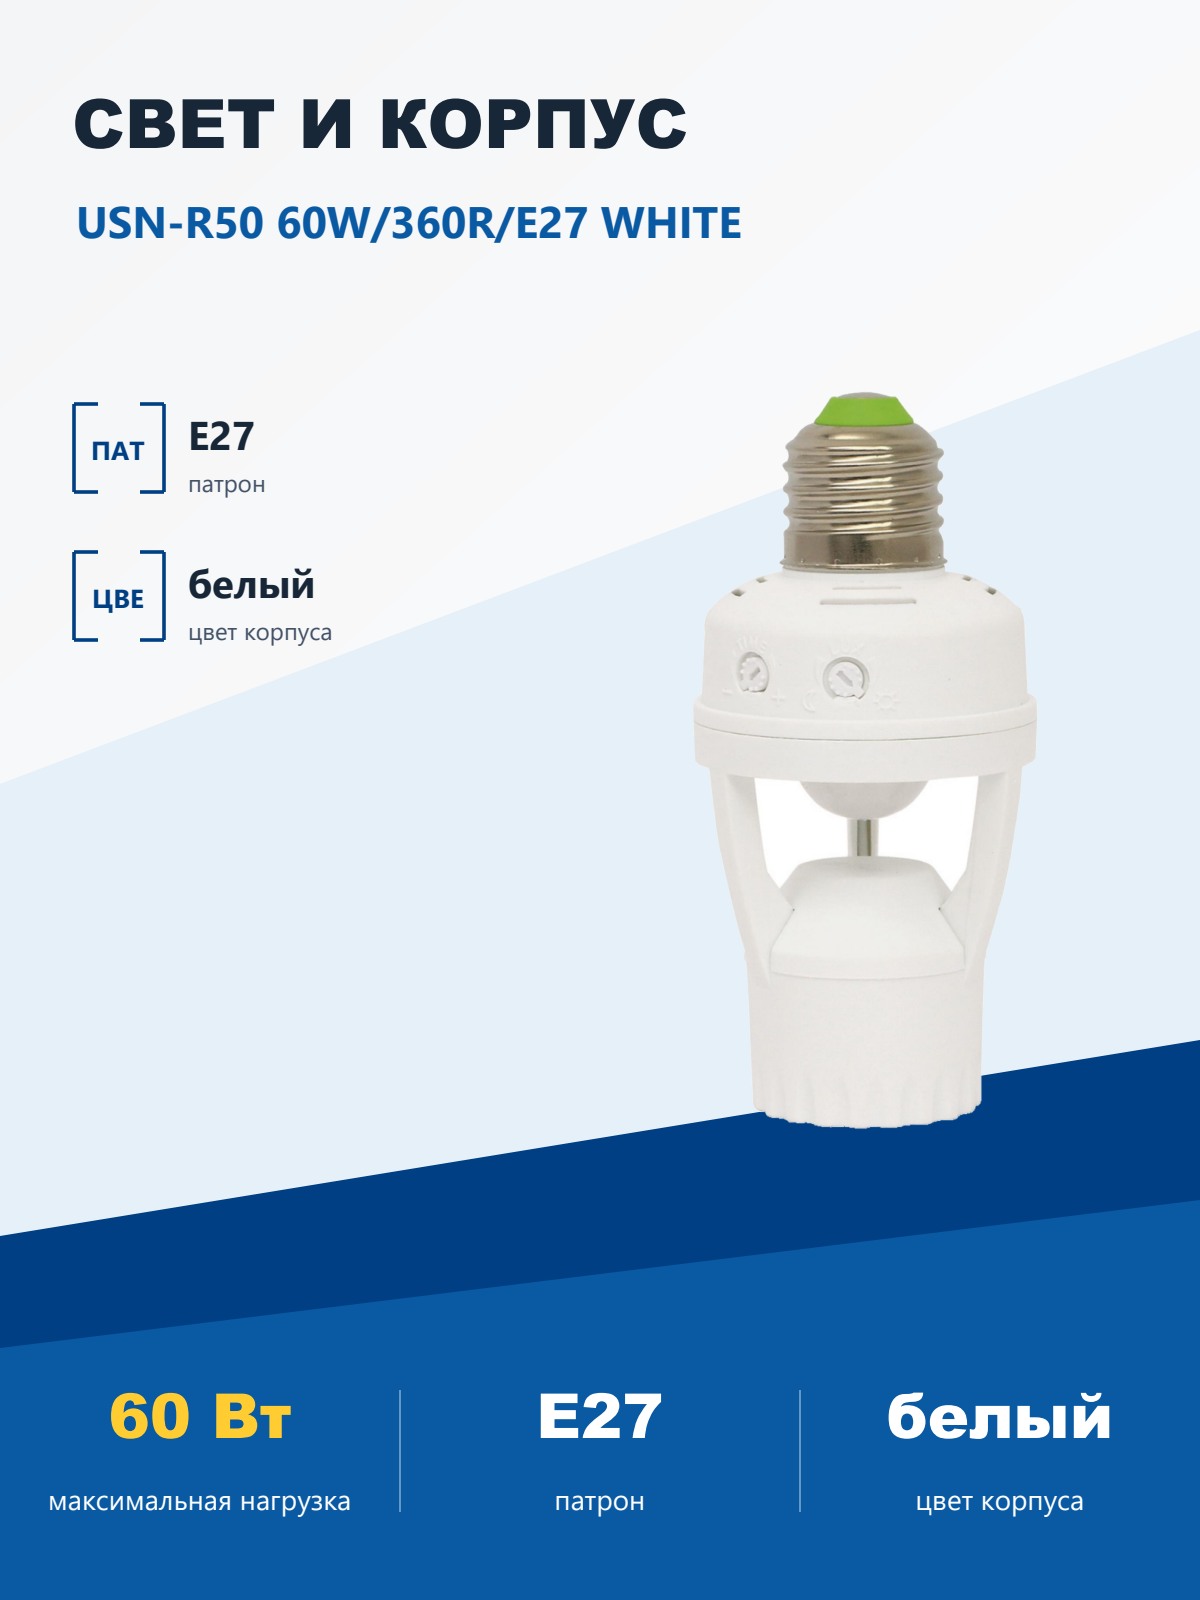 СВЕТ И КОРПУС
USN-R50 60W/360R/E27 WHITE
ПАТ
E27
патрон
ЦВЕ
белый
цвет корпуса
60 Вт
максимальная нагрузка
E27
патрон
белый
цвет корпуса